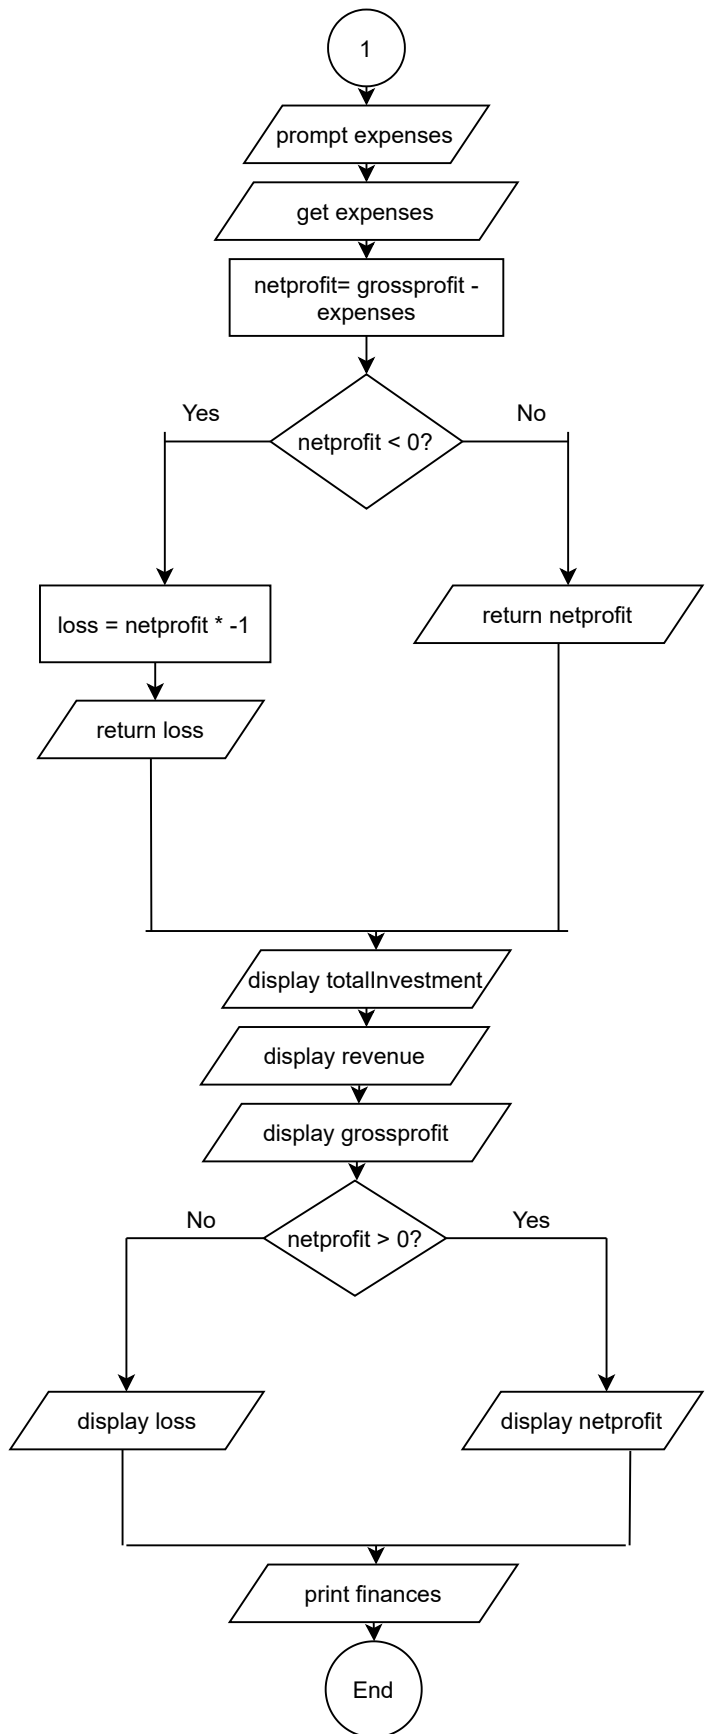 1
prompt expenses
get expenses
netprofit= grossprofit -
expenses
Yes
No
netprofit < 0?
loss = netprofit * -1
return netprofit
return loss
display totalInvestment
display revenue
display grossprofit
No
Yes
netprofit > 0?
display loss
display netprofit
print finances
End